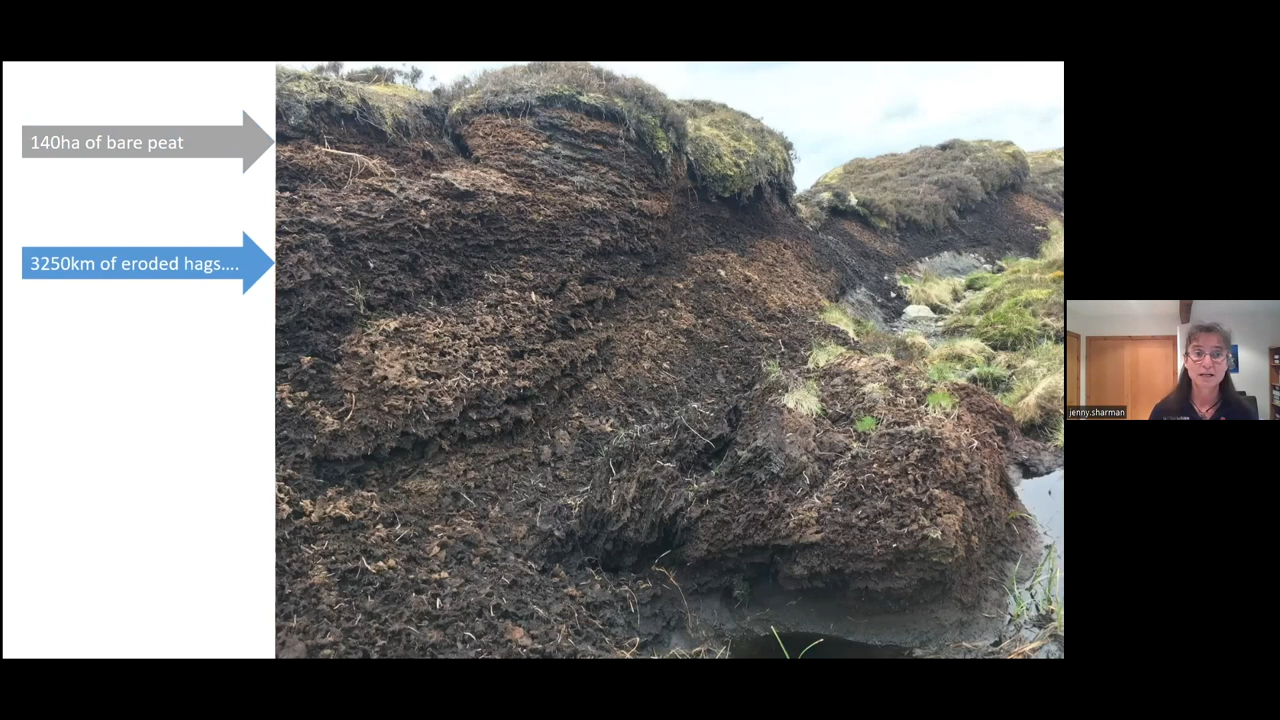 140ha of bare peat
3250km of eroded hags....
jenny.sharman